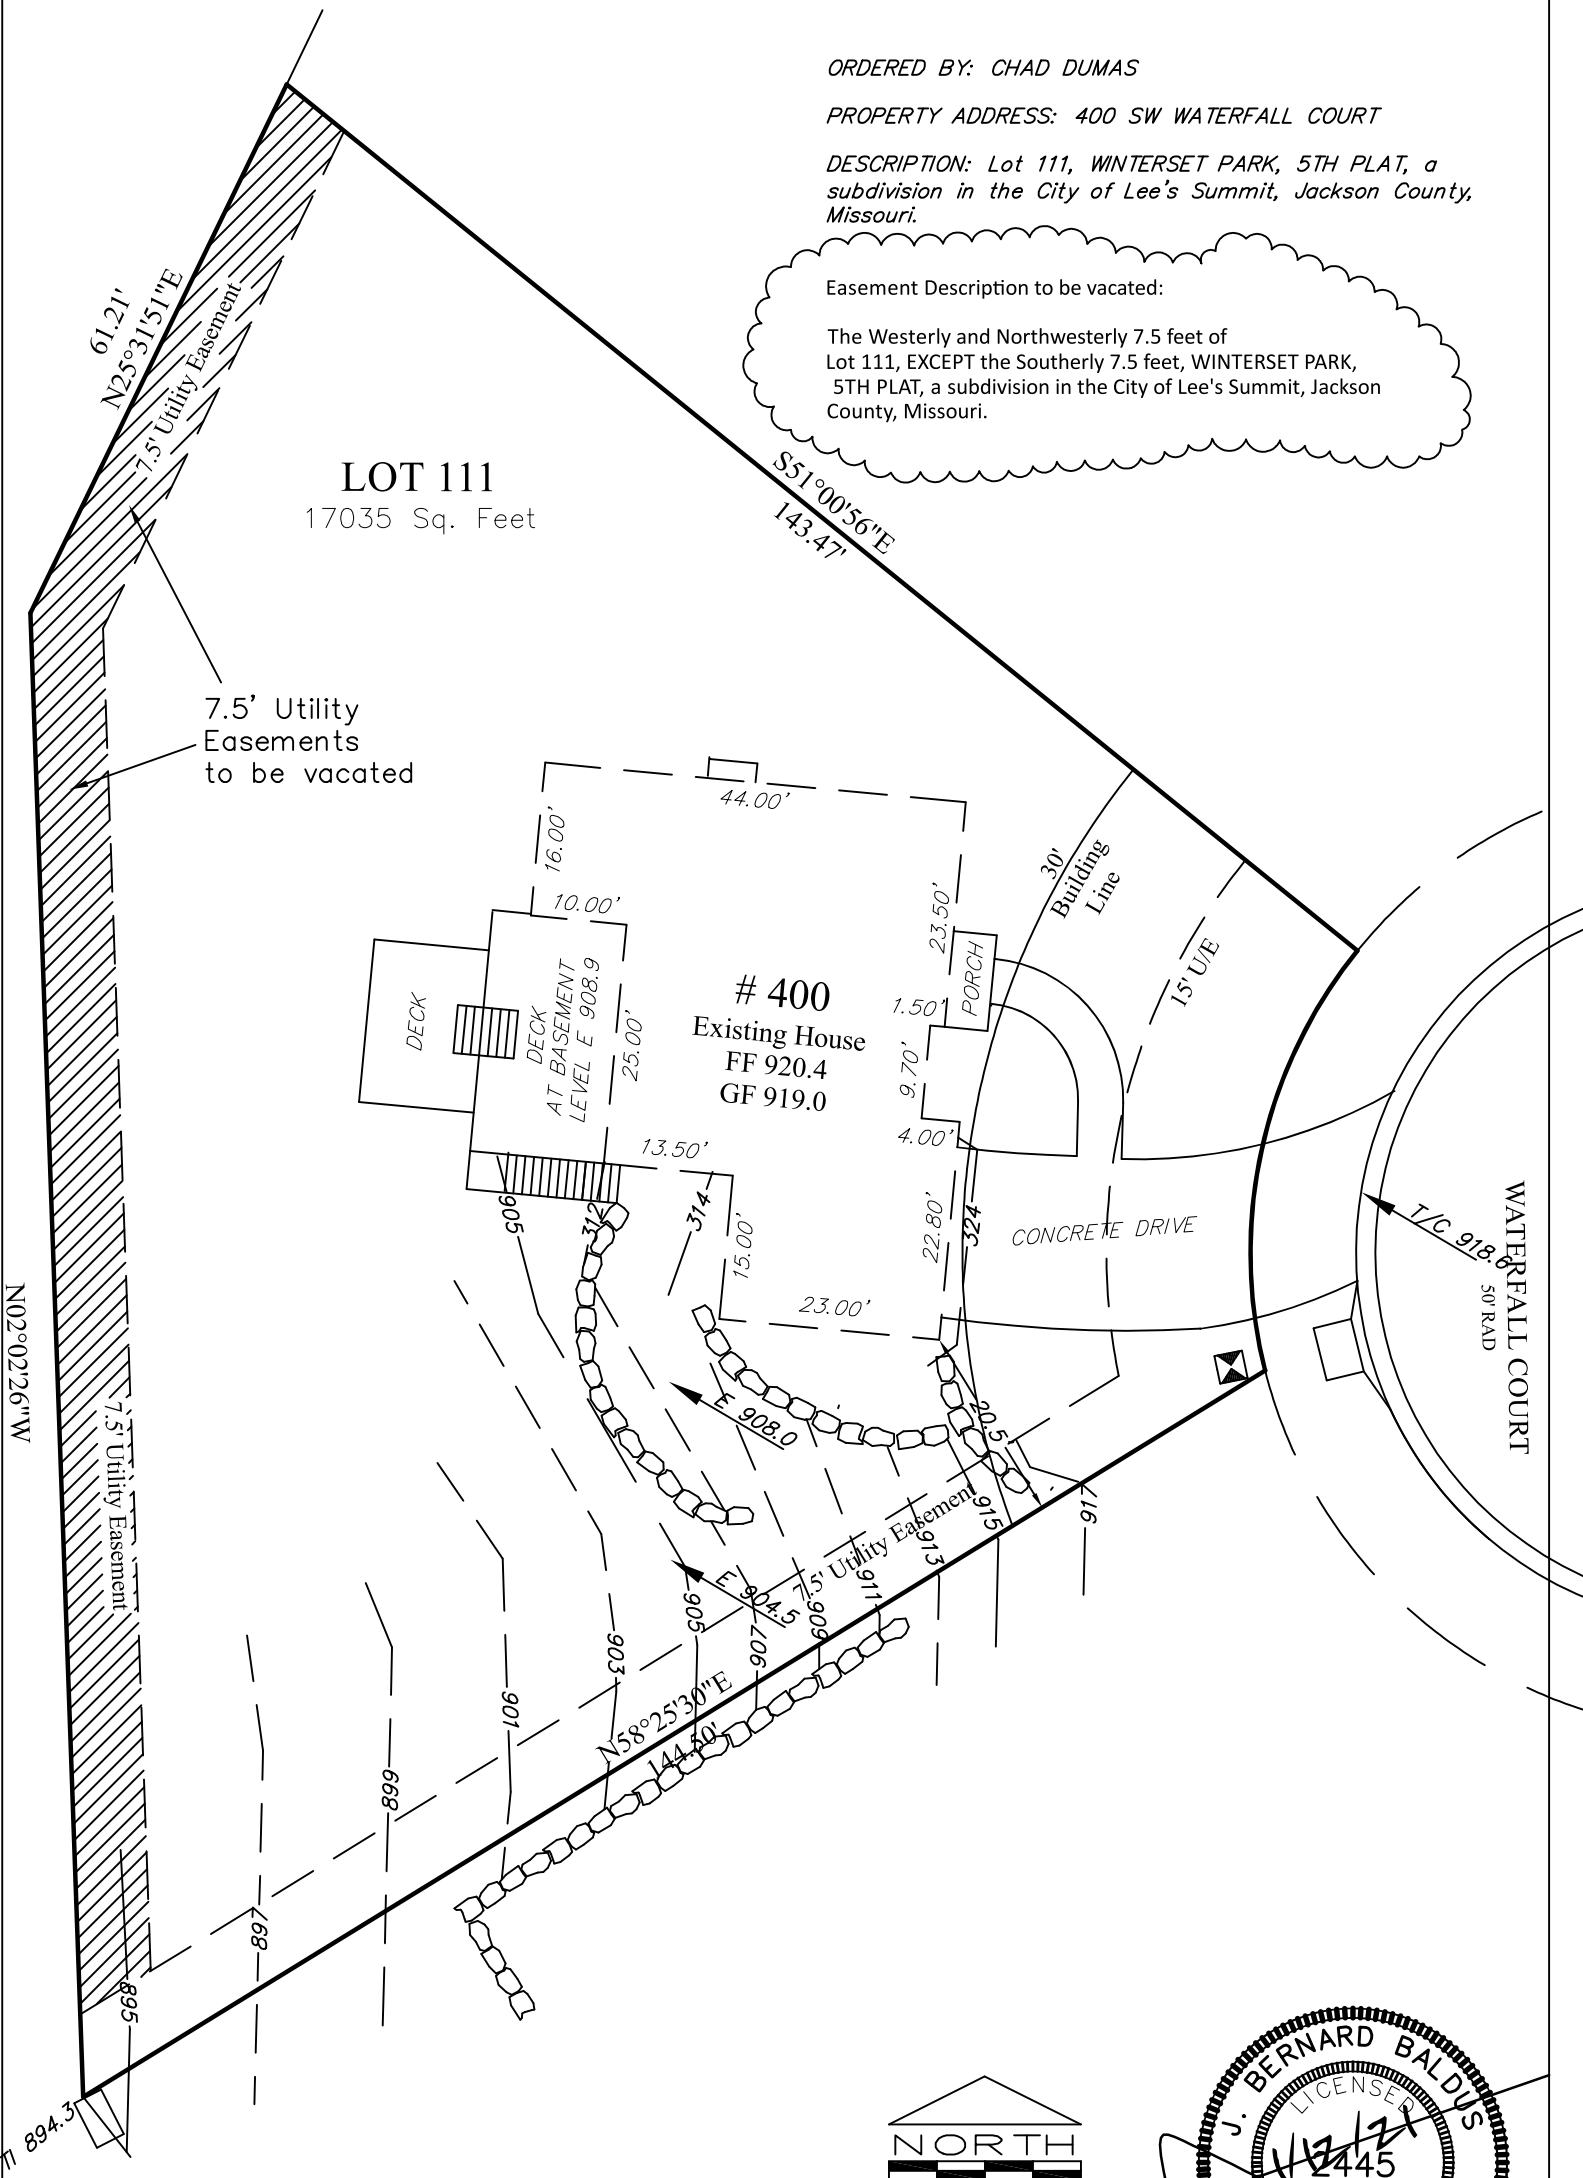 ORDERED BY: CHAD DUMAS
PROPERTY ADDRESS: 400 SW WATERFALL COURT
DESCRIPTION: Lot 111, WINTERSET PARK, 5TH PLAT, a
subdivision in the City of Lee's Summit, Jackson County,
Missouri.
Easement Description to be vacated:
The Westerly and Northwesterly 7.5 feet of
Lot 111, EXCEPT the Southerly 7.5 feet, WINTERSET PARK,
5TH PLAT, a subdivision in the City of Lee's Summit, Jackson
County, Missouri.
61.21'
N25°31'51"E
7.5' Utility Easement
LOT 111
17035 Sq. Feet
S51°00'56"E
143.47'
7.5' Utility
Easements
to be vacated
44.00'
16.00'
10.00'
23.50'
30'
Building
Line
15' U/E
DECK
DECK
AT BASEMENT
LEVEL E 908.9
25.00'
# 400
Existing House
FF 920.4
GF 919.0
1.50'
PORCH
9.70'
4.00'
13.50'
905
312
314
15.00'
22.80'
324
CONCRETE DRIVE
23.00'
T/C 918.6
WATERFALL COURT
50' RAD
N02°02'26"W
7.5' Utility Easement
E 908.0
20.5'
E 904.5
7.5' Utility Easement
916
915
913
911
909
907
905
903
901
899
897
895
N58°25'30"E
144.50'
TI 894.3
NORTH
J. BERNARD BALDUS
LICENSED
1/12/21
2445